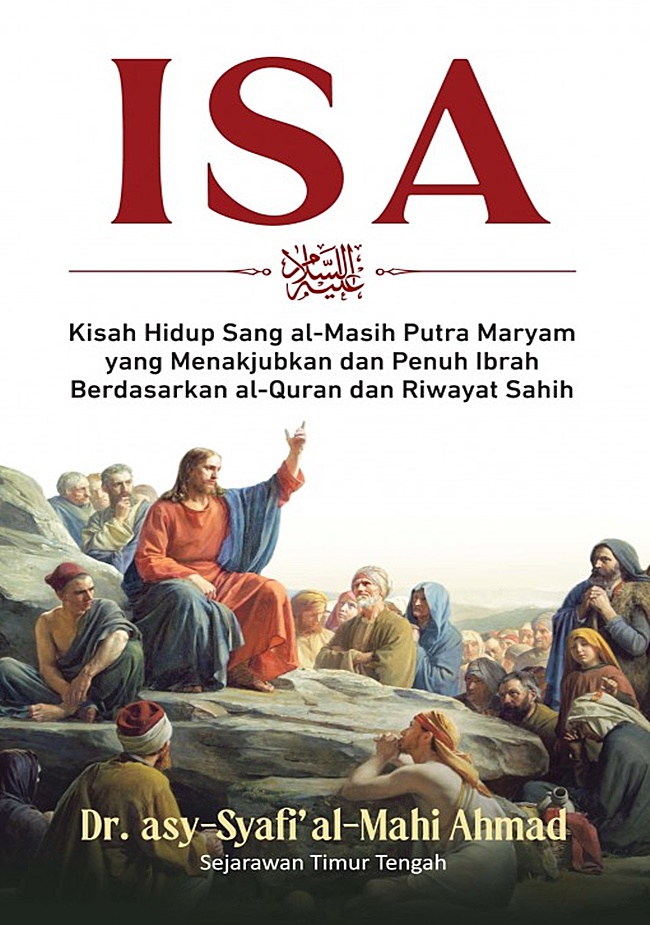 ISA
عليه السلام
Kisah Hidup Sang al-Masih Putra Maryam
yang Menakjubkan dan Penuh Ibrah
Berdasarkan al-Quran dan Riwayat Sahih
Dr. asy-Syafi' al-Mahi Ahmad
Sejarawan Timur Tengah